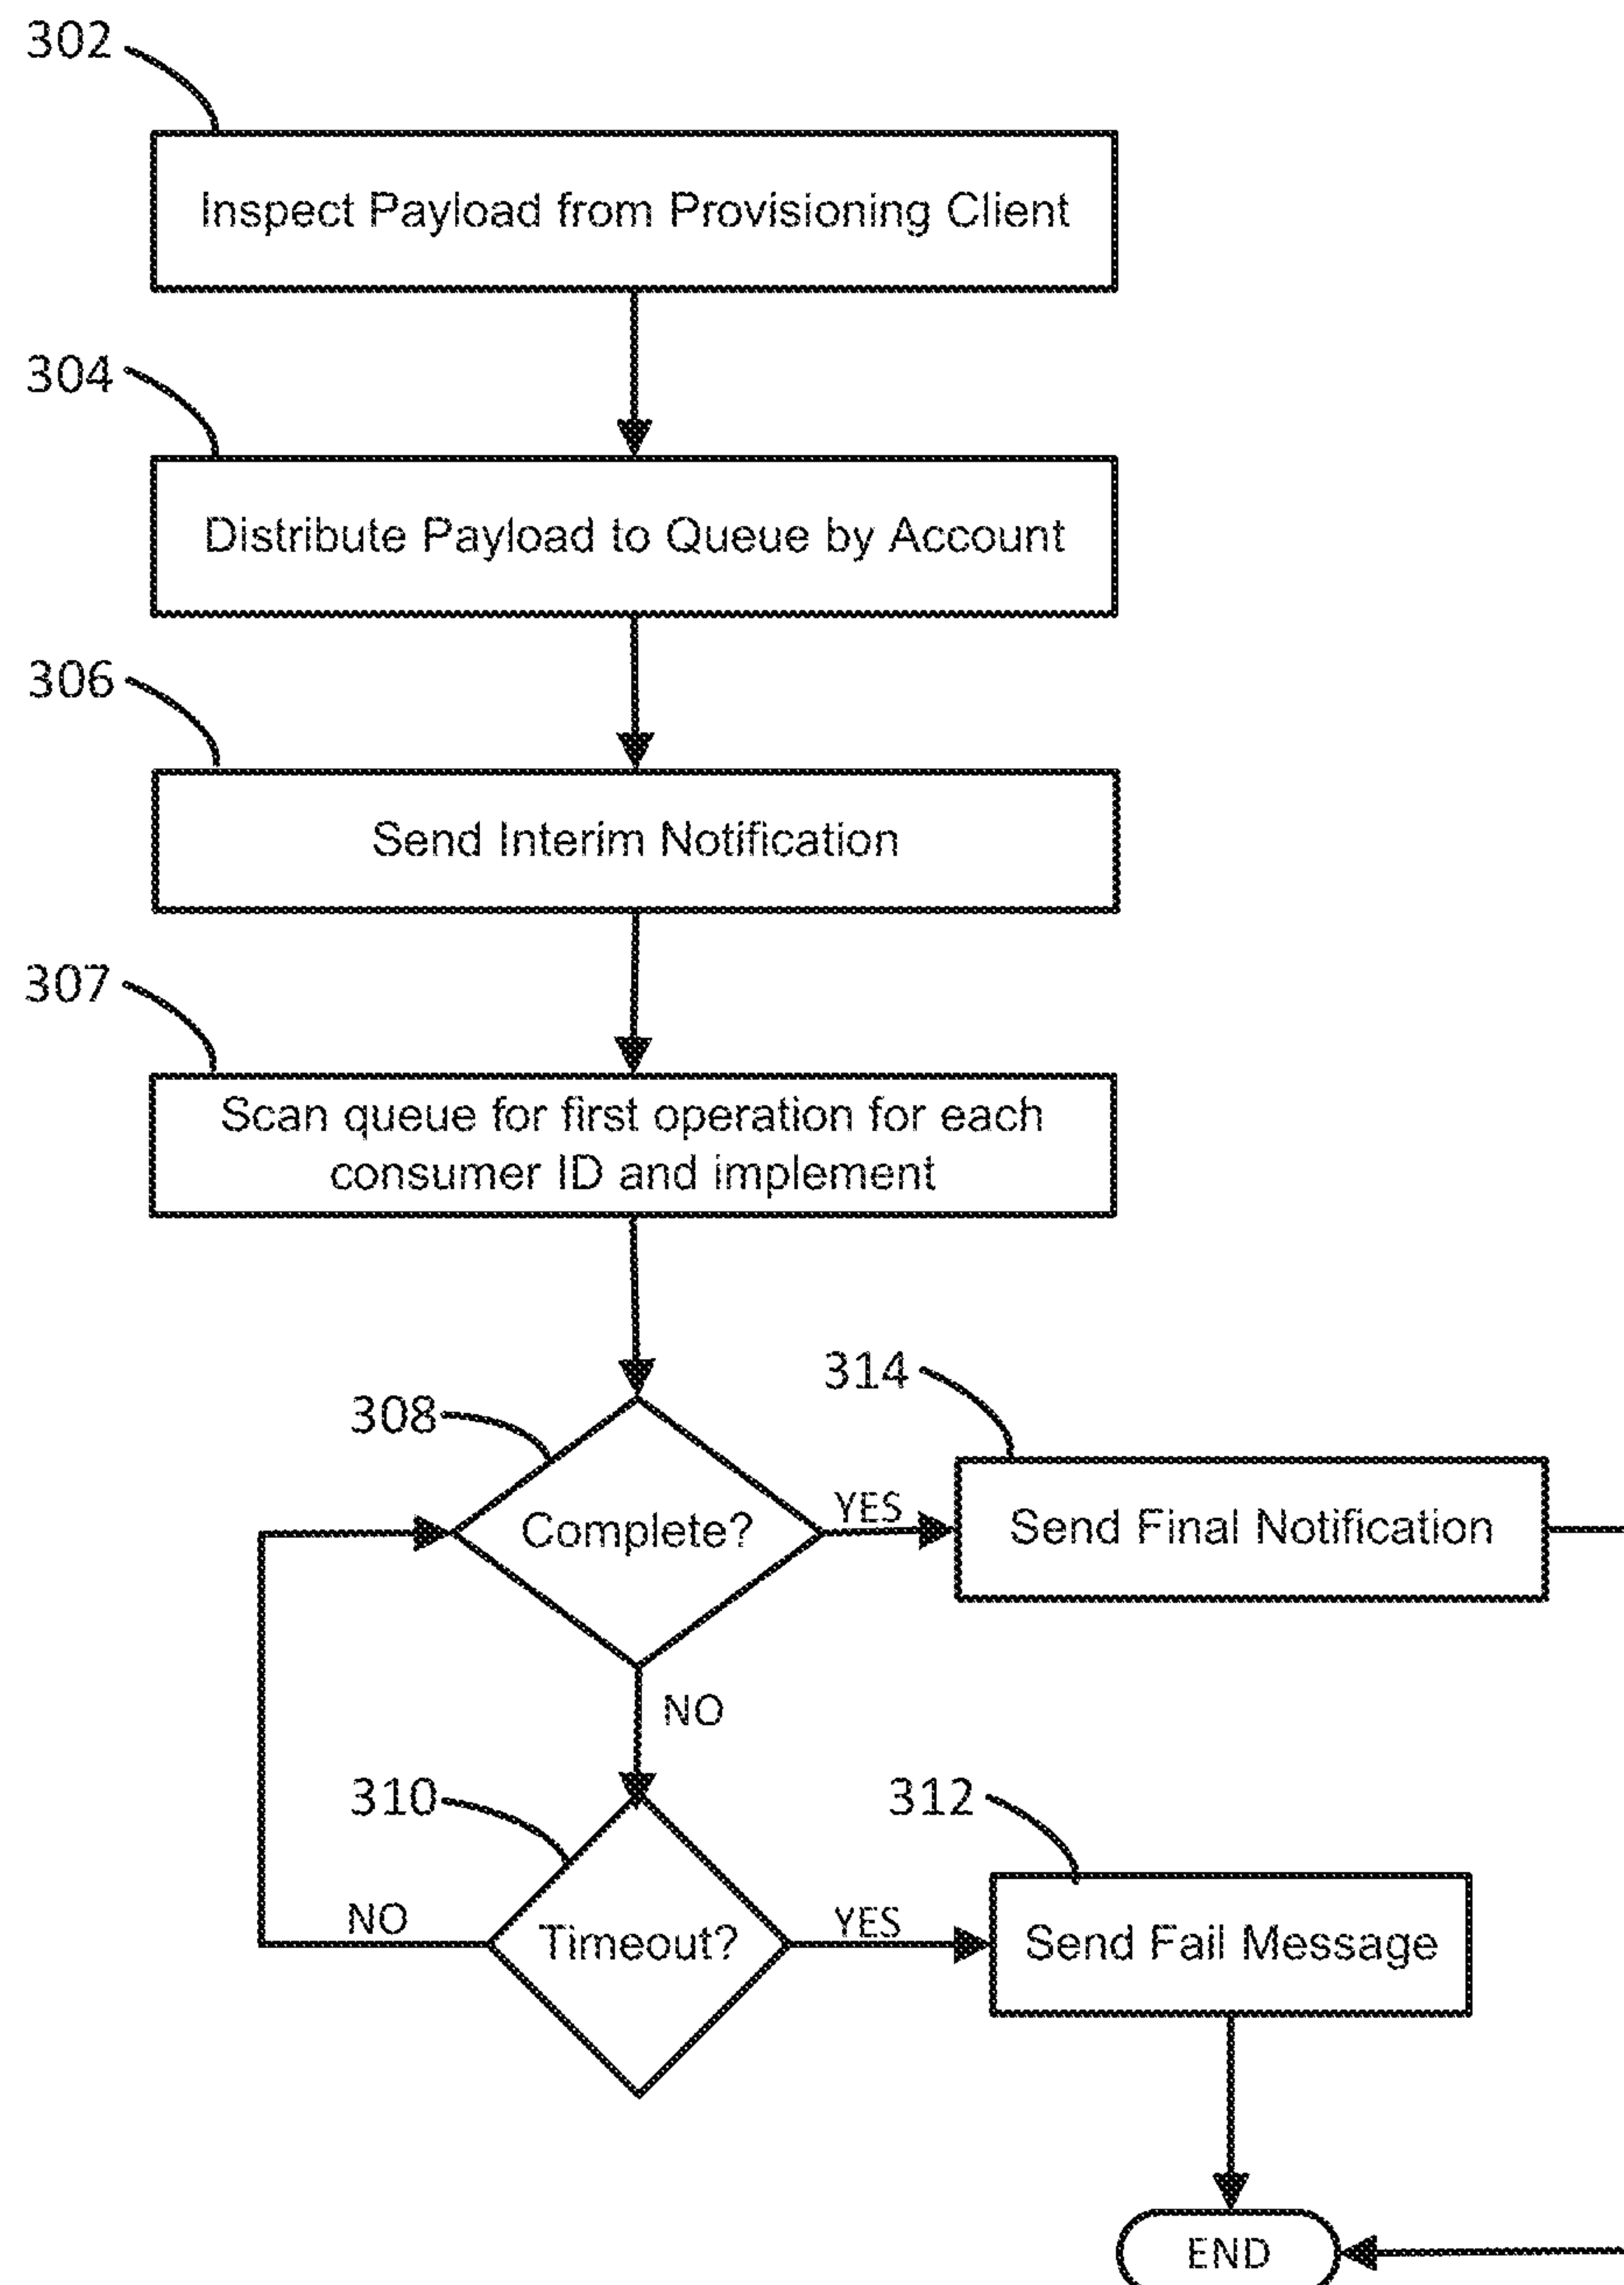 302
Inspect Payload from Provisioning Client
304
Distribute Payload to Queue by Account
306
Send Interim Notification
307
Scan queue for first operation for each
consumer ID and implement
308
Complete?
YES
314
Send Final Notification
NO
310
Timeout?
NO
YES
312
Send Fail Message
END